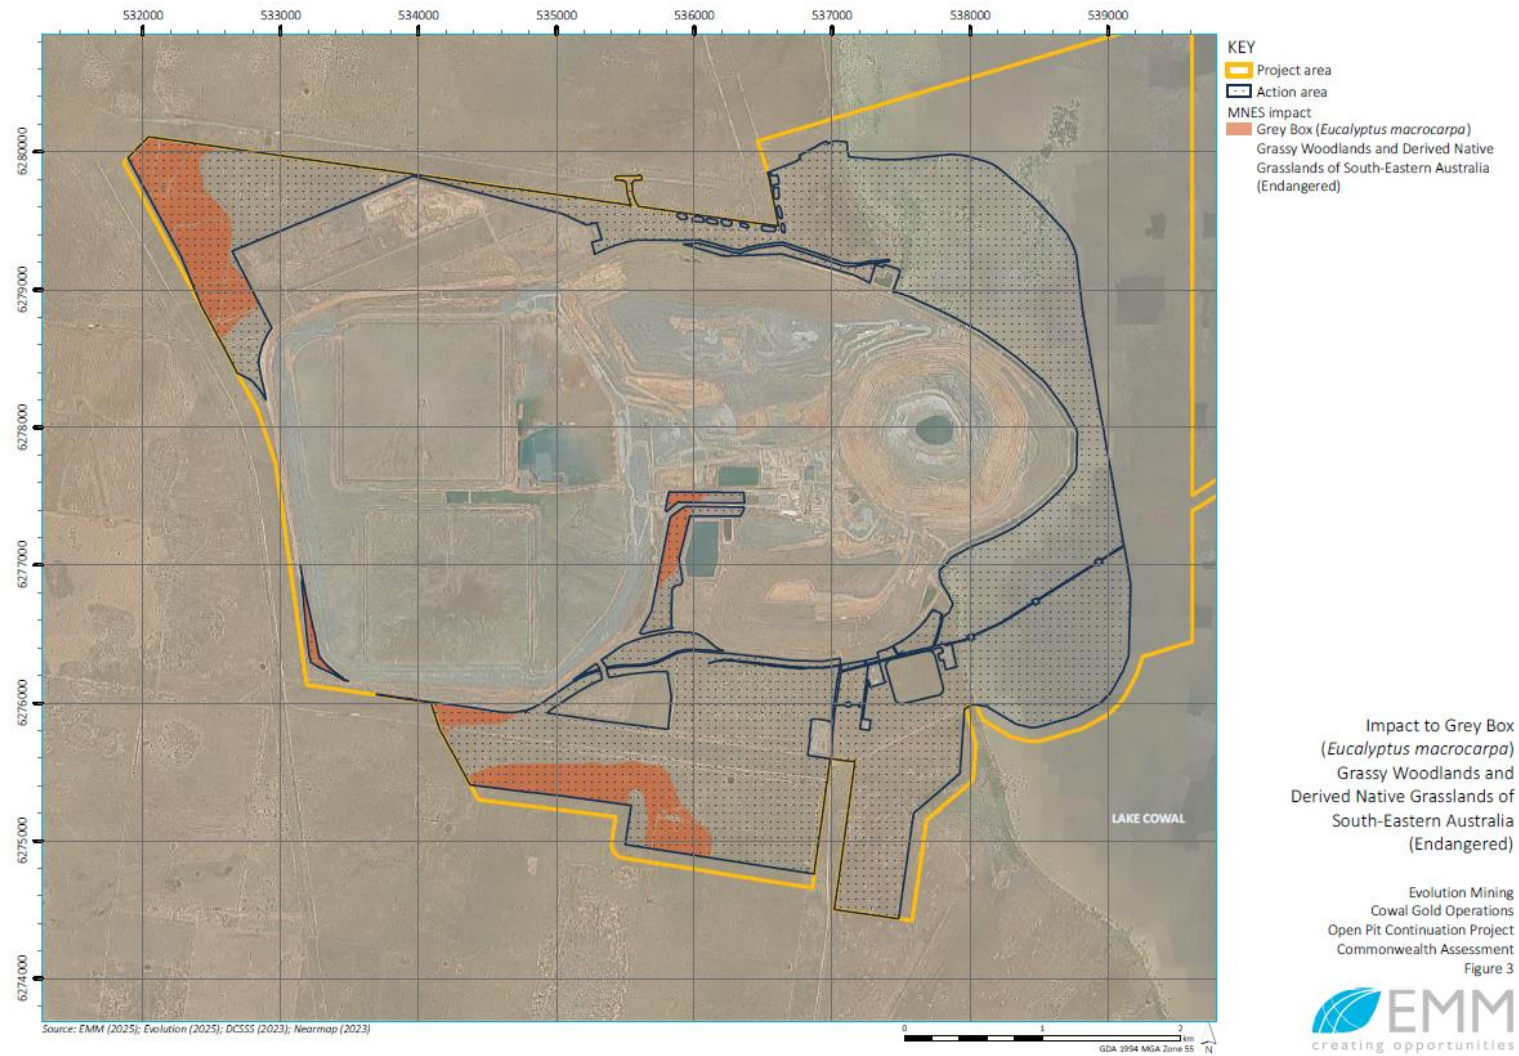 532000 533000 534000 535000 536000 537000 538000 539000
6280000
6279000
6278000
6277000
6276000
6275000
6274000
KEY
Project area
Action area
MNES impact
Grey Box (Eucalyptus macrocarpa)
Grassy Woodlands and Derived Native
Grasslands of South-Eastern Australia
(Endangered)
LAKE COWAL
Impact to Grey Box
(Eucalyptus macrocarpa)
Grassy Woodlands and
Derived Native Grasslands of
South-Eastern Australia
(Endangered)
Evolution Mining
Cowal Gold Operations
Open Pit Continuation Project
Commonwealth Assessment
Figure 3
EMM
creating opportunities
Source: EMM (2025); Evolution (2025); DCSSS (2023); Nearmap (2023)
0 1 2
km
GDA 1994 MGA Zone 55 N